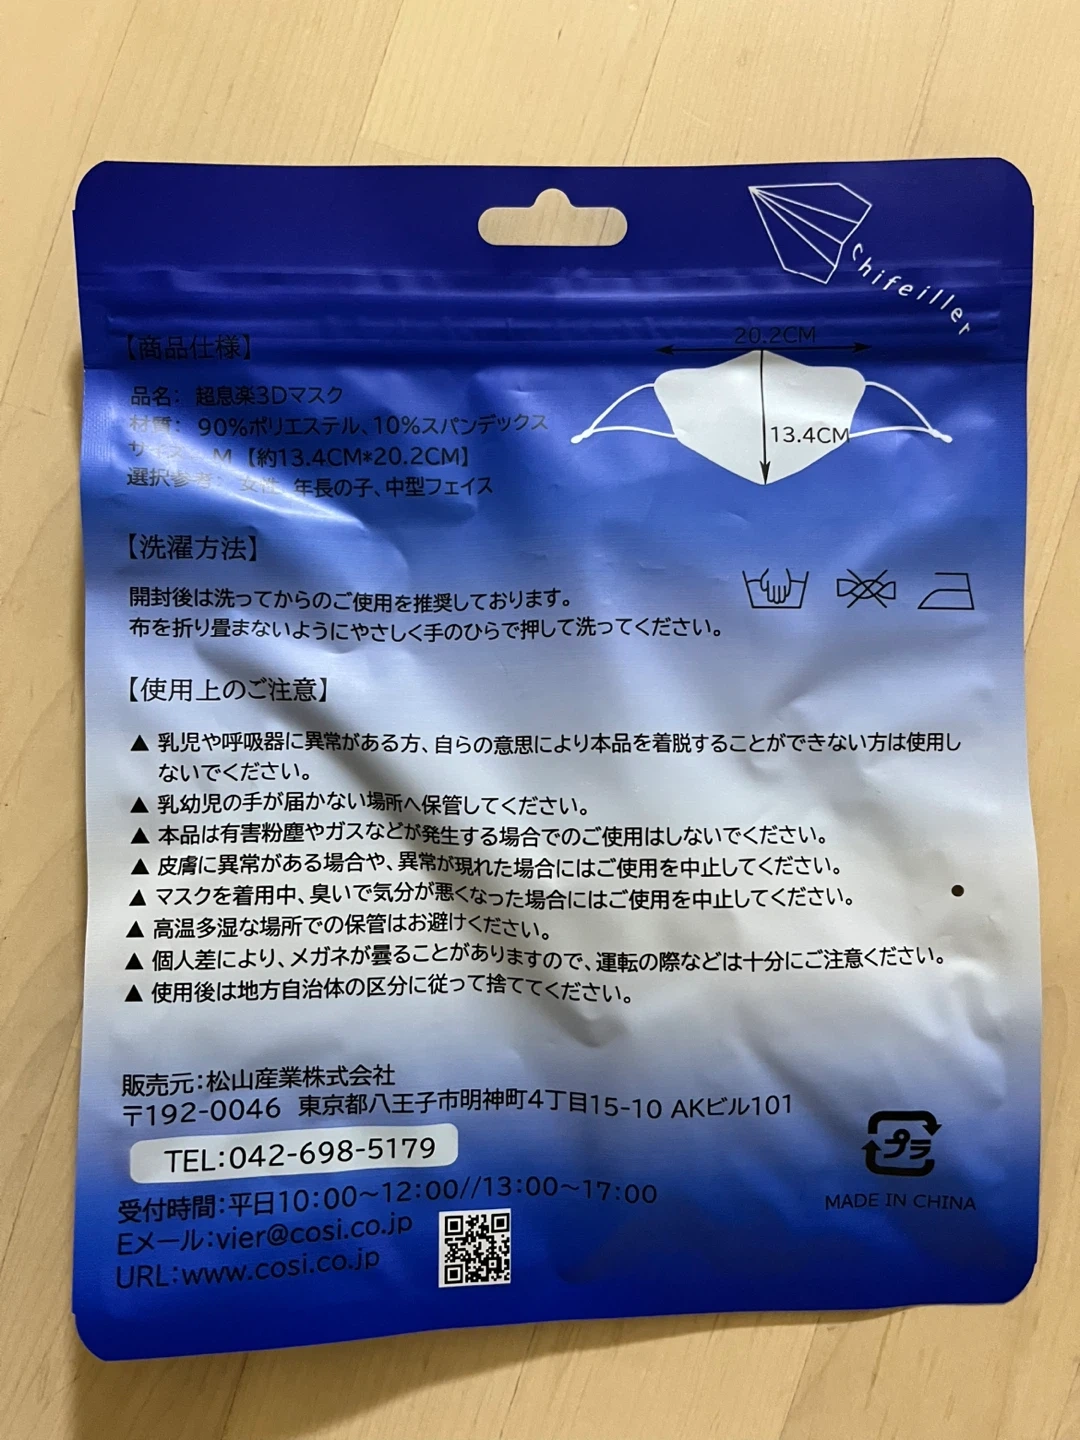 chifeiller
20.2CM
13.4CM
【商品仕様】
品名： 超息楽3Dマスク
材質： 90%ポリエステル、10%スパンデックス
サイズ： M 【約13.4CM*20.2CM】
選択参考： 女性、年長の子、中型フェイス
【洗濯方法】
開封後は洗ってからのご使用を推奨しております。
布を折り畳まないようにやさしく手のひらで押して洗ってください。
【使用上のご注意】
▲ 乳児や呼吸器に異常がある方、自らの意思により本品を着脱することができない方は使用し
ないでください。
▲ 乳幼児の手が届かない場所へ保管してください。
▲ 本品は有害粉塵やガスなどが発生する場合でのご使用はしないでください。
▲ 皮膚に異常がある場合や、異常が現れた場合にはご使用を中止してください。
▲ マスクを着用中、臭いで気分が悪くなった場合にはご使用を中止してください。
▲ 高温多湿な場所での保管はお避けください。
▲ 個人差により、メガネが曇ることがありますので、運転の際などは十分にご注意ください。
▲ 使用後は地方自治体の区分に従って捨ててください。
販売元：松山産業株式会社
〒192-0046 東京都八王子市明神町4丁目15-10 AKビル101
TEL：042-698-5179
受付時間：平日10：00～12：00//13：00～17：00
Eメール：vier@cosi.co.jp
URL：www.cosi.co.jp
プラ
MADE IN CHINA